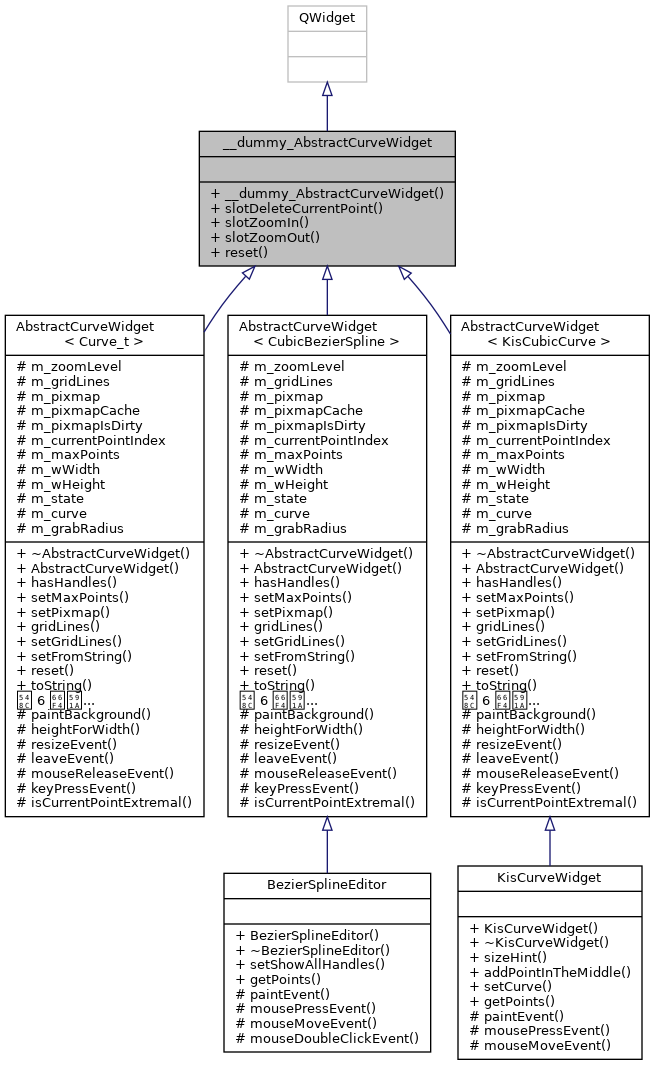 QWidget
__dummy_AbstractCurveWidget
+ __dummy_AbstractCurveWidget()
+ slotDeleteCurrentPoint()
+ slotZoomIn()
+ slotZoomOut()
+ reset()
AbstractCurveWidget
< Curve_t >
# m_zoomLevel
# m_gridLines
# m_pixmap
# m_pixmapCache
# m_pixmapIsDirty
# m_currentPointIndex
# m_maxPoints
# m_wWidth
# m_wHeight
# m_state
# m_curve
# m_grabRadius
+ ~AbstractCurveWidget()
+ AbstractCurveWidget()
+ hasHandles()
+ setMaxPoints()
+ setPixmap()
+ gridLines()
+ setGridLines()
+ setFromString()
+ reset()
+ toString()
6 ...
# paintBackground()
# heightForWidth()
# resizeEvent()
# leaveEvent()
# mouseReleaseEvent()
# keyPressEvent()
# isCurrentPointExtremal()
AbstractCurveWidget
< CubicBezierSpline >
# m_zoomLevel
# m_gridLines
# m_pixmap
# m_pixmapCache
# m_pixmapIsDirty
# m_currentPointIndex
# m_maxPoints
# m_wWidth
# m_wHeight
# m_state
# m_curve
# m_grabRadius
+ ~AbstractCurveWidget()
+ AbstractCurveWidget()
+ hasHandles()
+ setMaxPoints()
+ setPixmap()
+ gridLines()
+ setGridLines()
+ setFromString()
+ reset()
+ toString()
6 ...
# paintBackground()
# heightForWidth()
# resizeEvent()
# leaveEvent()
# mouseReleaseEvent()
# keyPressEvent()
# isCurrentPointExtremal()
AbstractCurveWidget
< KisCubicCurve >
# m_zoomLevel
# m_gridLines
# m_pixmap
# m_pixmapCache
# m_pixmapIsDirty
# m_currentPointIndex
# m_maxPoints
# m_wWidth
# m_wHeight
# m_state
# m_curve
# m_grabRadius
+ ~AbstractCurveWidget()
+ AbstractCurveWidget()
+ hasHandles()
+ setMaxPoints()
+ setPixmap()
+ gridLines()
+ setGridLines()
+ setFromString()
+ reset()
+ toString()
6 ...
# paintBackground()
# heightForWidth()
# resizeEvent()
# leaveEvent()
# mouseReleaseEvent()
# keyPressEvent()
# isCurrentPointExtremal()
BezierSplineEditor
+ BezierSplineEditor()
+ ~BezierSplineEditor()
+ setShowAllHandles()
+ getPoints()
# paintEvent()
# mousePressEvent()
# mouseMoveEvent()
# mouseDoubleClickEvent()
KisCurveWidget
+ KisCurveWidget()
+ ~KisCurveWidget()
+ sizeHint()
+ addPointInTheMiddle()
+ setCurve()
+ getPoints()
# paintEvent()
# mousePressEvent()
# mouseMoveEvent()